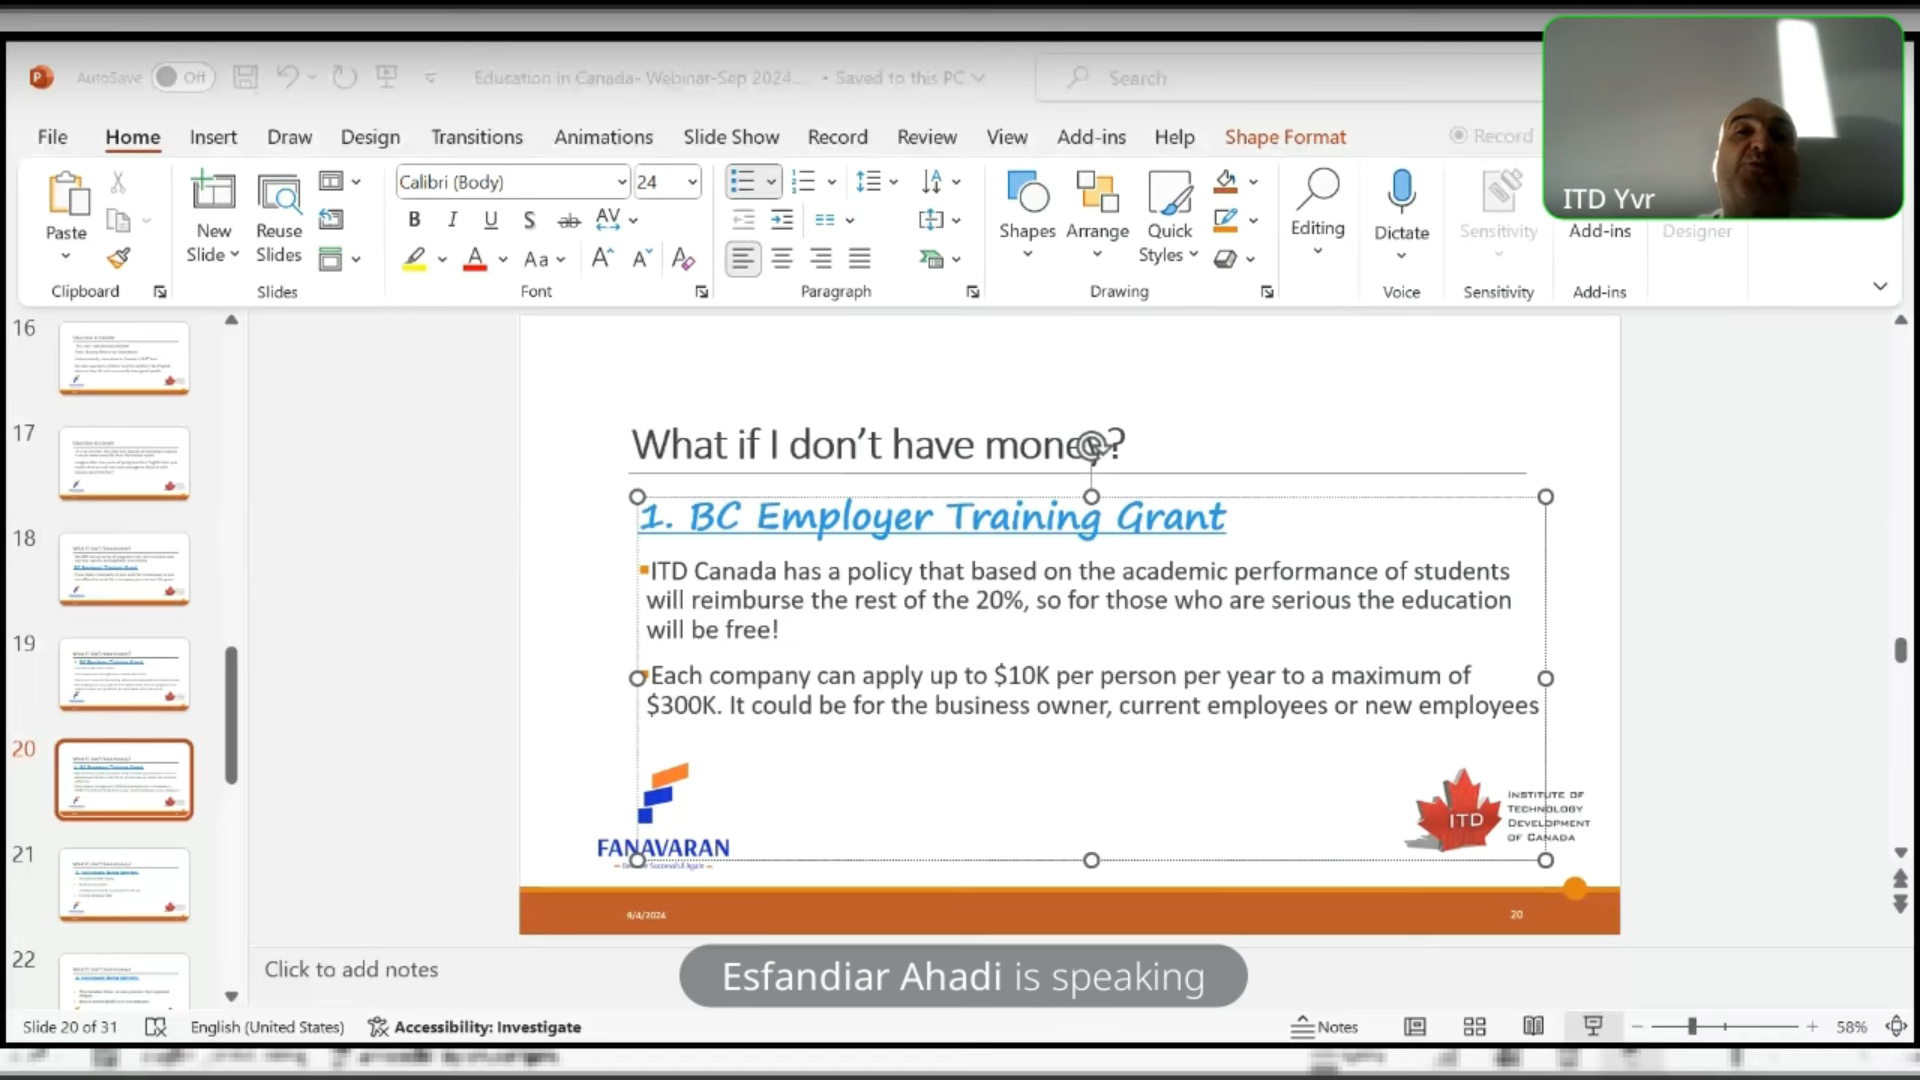 AutoSave Off Education in Canada- Webinar-Sep 2024... • Saved to this PC Search
File Home Insert Draw Design Transitions Animations Slide Show Record Review View Add-ins Help Shape Format Record
ITD Yvr
Calibri (Body) 24
Paste New Slide Reuse Slides Shapes Arrange Quick Styles Editing Dictate Sensitivity Add-ins Designer
Clipboard Slides Font Paragraph Drawing Voice Sensitivity Add-ins
16
17
18
19
20
21
22
What if I don't have money?
1. BC Employer Training Grant
ITD Canada has a policy that based on the academic performance of students
will reimburse the rest of the 20%, so for those who are serious the education
will be free!
Each company can apply up to $10K per person per year to a maximum of
$300K. It could be for the business owner, current employees or new employees
FANAVARAN
ITD
INSTITUTE OF
TECHNOLOGY
DEVELOPMENT
OF CANADA
9/4/2024 20
Click to add notes
Esfandiar Ahadi is speaking
Slide 20 of 31 English (United States) Accessibility: Investigate Notes 58%